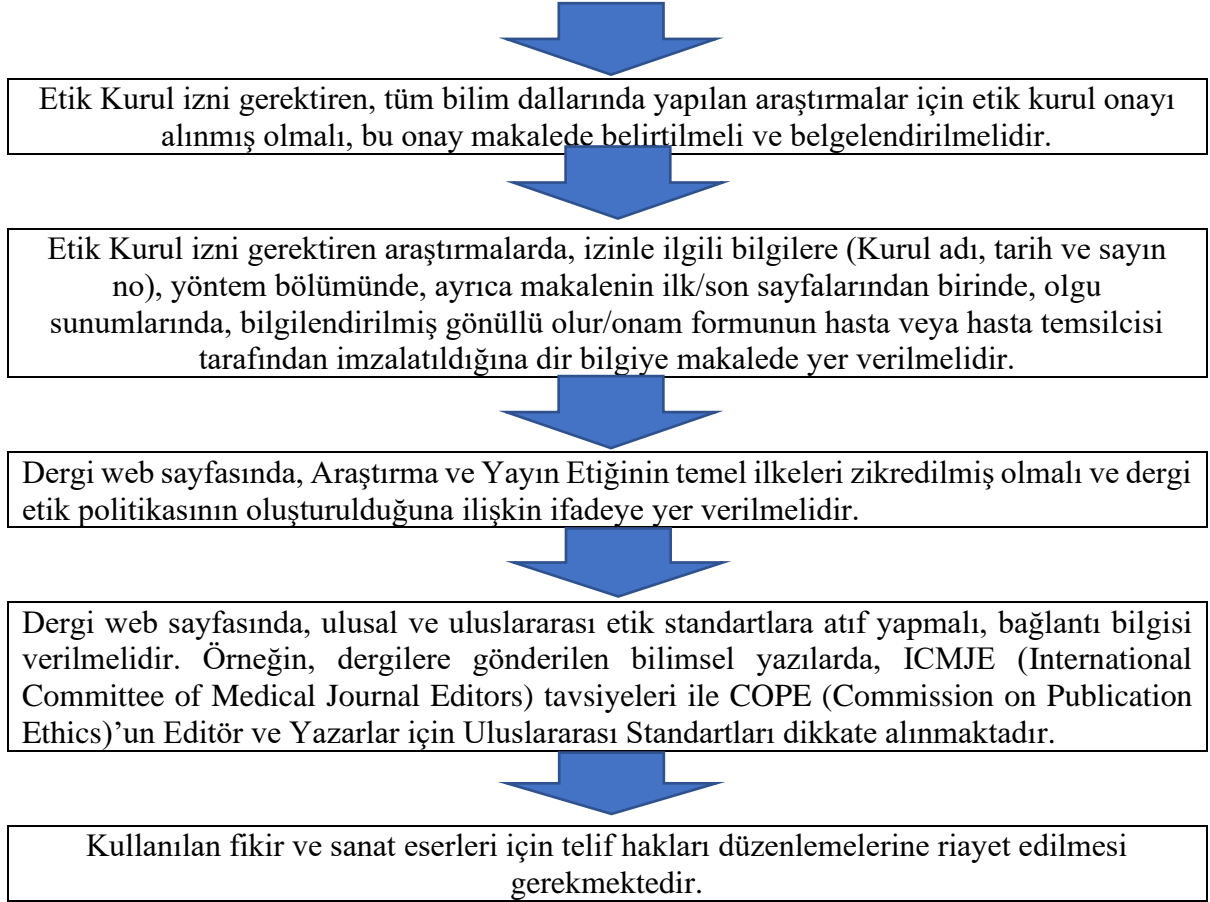 Etik Kurul izni gerektiren, tüm bilim dallarında yapılan araştırmalar için etik kurul onayı
alınmış olmalı, bu onay makalede belirtilmeli ve belgelendirilmelidir.
Etik Kurul izni gerektiren araştırmalarda, izinle ilgili bilgilere (Kurul adı, tarih ve sayın
no), yöntem bölümünde, ayrıca makalenin ilk/son sayfalarından birinde, olgu
sunumlarında, bilgilendirilmiş gönüllü olur/onam formunun hasta veya hasta temsilcisi
tarafından imzalatıldığına dir bilgiye makalede yer verilmelidir.
Dergi web sayfasında, Araştırma ve Yayın Etiğinin temel ilkeleri zikredilmiş olmalı ve dergi
etik politikasının oluşturulduğuna ilişkin ifadeye yer verilmelidir.
Dergi web sayfasında, ulusal ve uluslararası etik standartlara atıf yapmalı, bağlantı bilgisi
verilmelidir. Örneğin, dergilere gönderilen bilimsel yazılarda, ICMJE (International
Committee of Medical Journal Editors) tavsiyeleri ile COPE (Commission on Publication
Ethics)’un Editör ve Yazarlar için Uluslararası Standartları dikkate alınmaktadır.
Kullanılan fikir ve sanat eserleri için telif hakları düzenlemelerine riayet edilmesi
gerekmektedir.